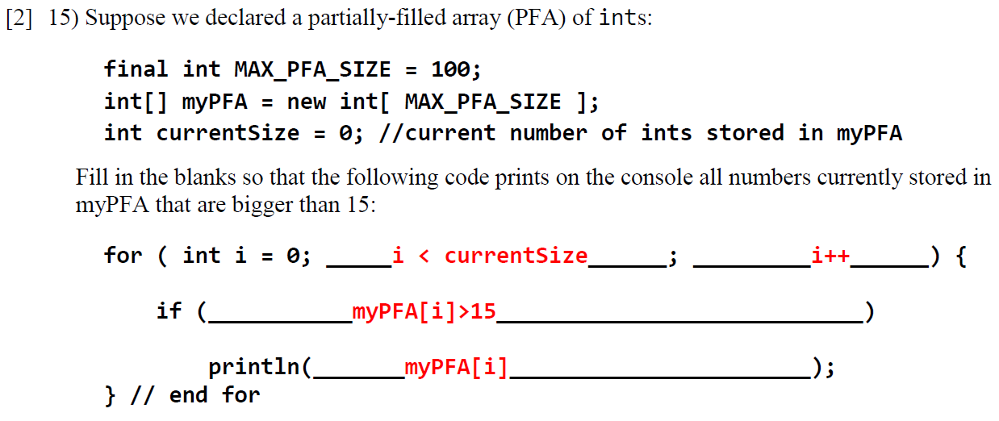 [2] 15) Suppose we declared a partially-filled array (PFA) of ints:
final int MAX_PFA_SIZE = 100;
int[] myPFA = new int[ MAX_PFA_SIZE ];
int currentSize = 0; //current number of ints stored in myPFA
Fill in the blanks so that the following code prints on the console all numbers currently stored in
myPFA that are bigger than 15:
for ( int i = 0; _____i < currentSize______; _________i++______) {
if (___________myPFA[i]>15____________________________)
println(_______myPFA[i]_______________________);
} // end for